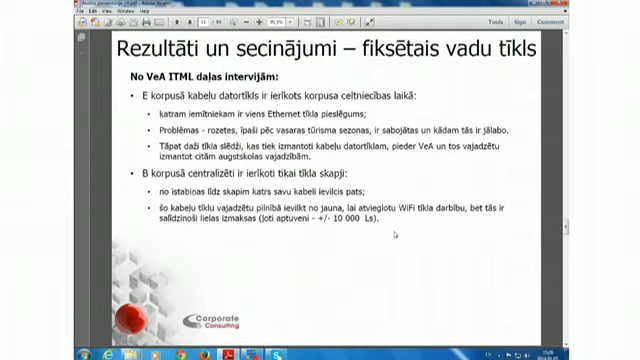 Tools
Sign
Comment
Rezultāti un secinājumi – fiksētais vadu tīkls
No VeA ITML daļas intervijām:
E korpusā kabeļu datortīkls ir ierīkots korpusa celtniecības laikā:
katram iemītniekam ir viens Ethernet tīkla pieslēgums;
Problēmas - rozetes, īpaši pēc vasaras tūrisma sezonas, ir sabojātas un kādam tās ir jālabo.
Tāpat daži tīkla slēdži, kas tiek izmantoti kabeļu datortīklam, pieder VeA un tos vajadzētu
izmantot citām augstskolas vajadzībām.
B korpusā centralizēti ir ierīkoti tikai tīkla skapji:
no istabiņas līdz skapim katrs savu kabeli ievilcis pats;
šo kabeļu tīklu vajadzētu pilnībā ievilkt no jauna, lai atvieglotu WiFi tīkla darbību, bet tās ir
salīdzinoši lielas izmaksas (ļoti aptuveni - +/- 10 000 Ls).
Corporate
Consulting